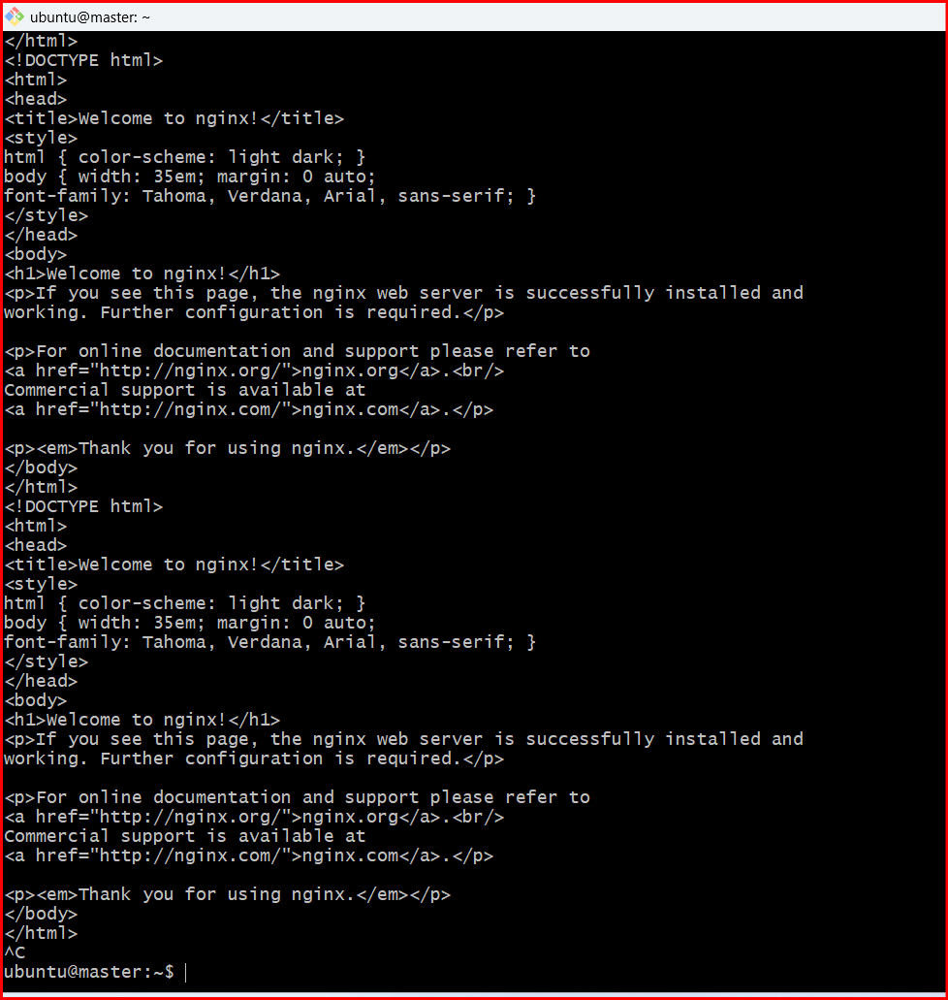 ubuntu@master: ~
</html>
<!DOCTYPE html>
<html>
<head>
<title>Welcome to nginx!</title>
<style>
html { color-scheme: light dark; }
body { width: 35em; margin: 0 auto;
font-family: Tahoma, Verdana, Arial, sans-serif; }
</style>
</head>
<body>
<h1>Welcome to nginx!</h1>
<p>If you see this page, the nginx web server is successfully installed and
working. Further configuration is required.</p>

<p>For online documentation and support please refer to
<a href="http://nginx.org/">nginx.org</a>.<br/>
Commercial support is available at
<a href="http://nginx.com/">nginx.com</a>.</p>

<p><em>Thank you for using nginx.</em></p>
</body>
</html>
<!DOCTYPE html>
<html>
<head>
<title>Welcome to nginx!</title>
<style>
html { color-scheme: light dark; }
body { width: 35em; margin: 0 auto;
font-family: Tahoma, Verdana, Arial, sans-serif; }
</style>
</head>
<body>
<h1>Welcome to nginx!</h1>
<p>If you see this page, the nginx web server is successfully installed and
working. Further configuration is required.</p>

<p>For online documentation and support please refer to
<a href="http://nginx.org/">nginx.org</a>.<br/>
Commercial support is available at
<a href="http://nginx.com/">nginx.com</a>.</p>

<p><em>Thank you for using nginx.</em></p>
</body>
</html>
^C
ubuntu@master:~$